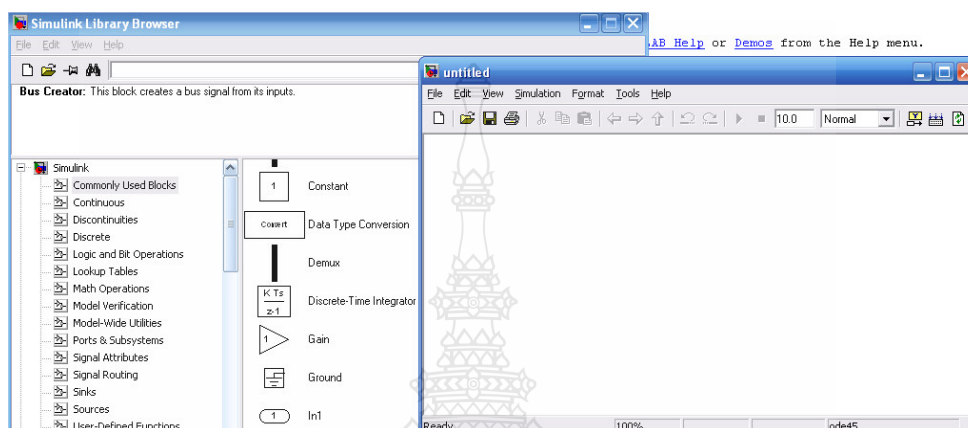 Simulink Library Browser
File Edit View Help
Bus Creator: This block creates a bus signal from its inputs.
Simulink
Commonly Used Blocks
Continuous
Discontinuities
Discrete
Logic and Bit Operations
Lookup Tables
Math Operations
Model Verification
Model-Wide Utilities
Ports & Subsystems
Signal Attributes
Signal Routing
Sinks
Sources
User-Defined Functions
1 Constant
Convert Data Type Conversion
Demux
K Ts
z-1
Discrete-Time Integrator
1 Gain
Ground
1 In1
AB Help or Demos from the Help menu.
untitled
File Edit View Simulation Format Tools Help
10.0 Normal
Ready 100% ode45